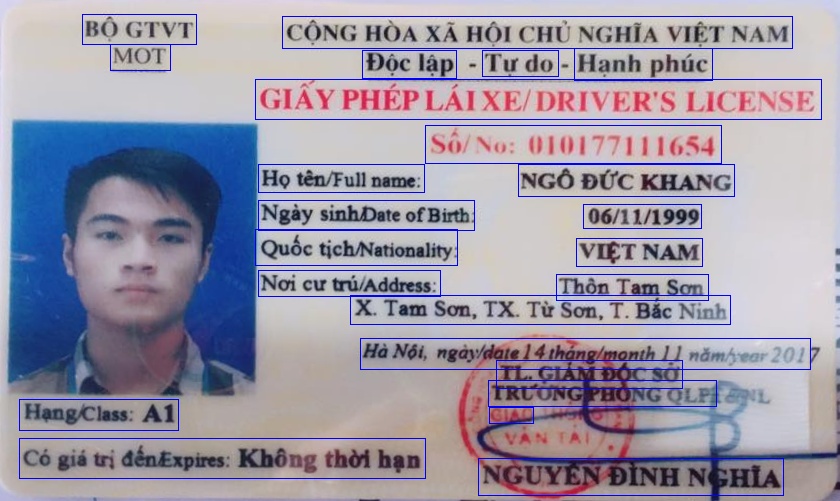 BỘ GTVT
MOT
CỘNG HÒA XÃ HỘI CHỦ NGHĨA VIỆT NAM
Độc lập - Tự do - Hạnh phúc
GIẤY PHÉP LÁI XE/ DRIVER'S LICENSE
Số/ No: 010177111654
Họ tên/Full name: NGÔ ĐỨC KHANG
Ngày sinh/Date of Birth: 06/11/1999
Quốc tịch/Nationality: VIỆT NAM
Nơi cư trú/Address: Thôn Tam Sơn
X. Tam Sơn, TX. Từ Sơn, T. Bắc Ninh
Hà Nội, ngày/date 14 tháng/month 11 năm/year 2017
TL. GIÁM ĐỐC SỞ
TRƯỞNG PHÒNG
GIAO THÔNG
VẬN TẢI
Hạng/Class: A1
Có giá trị đến/Expires: Không thời hạn
NGUYỄN ĐÌNH NGHĨA